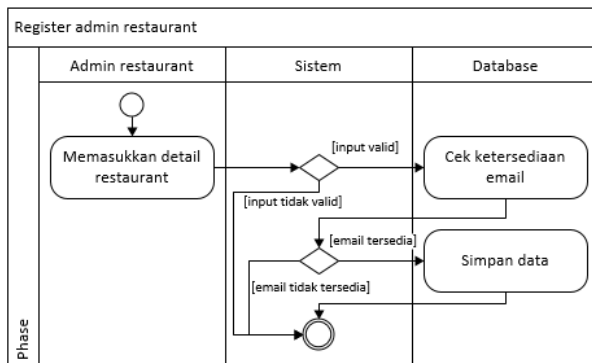 Register admin restaurant
Admin restaurant
Sistem
Database
Phase
Memasukkan detail
restaurant
[input valid]
Cek ketersediaan
email
[input tidak valid]
[email tersedia]
Simpan data
[email tidak tersedia]